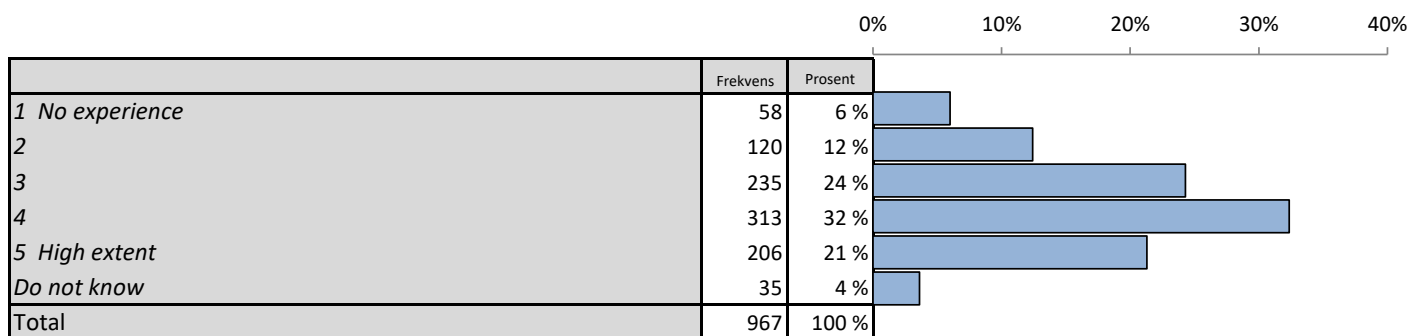 0% 10% 20% 30% 40%
Frekvens Prosent
1 No experience 58 6 %
2 120 12 %
3 235 24 %
4 313 32 %
5 High extent 206 21 %
Do not know 35 4 %
Total 967 100 %